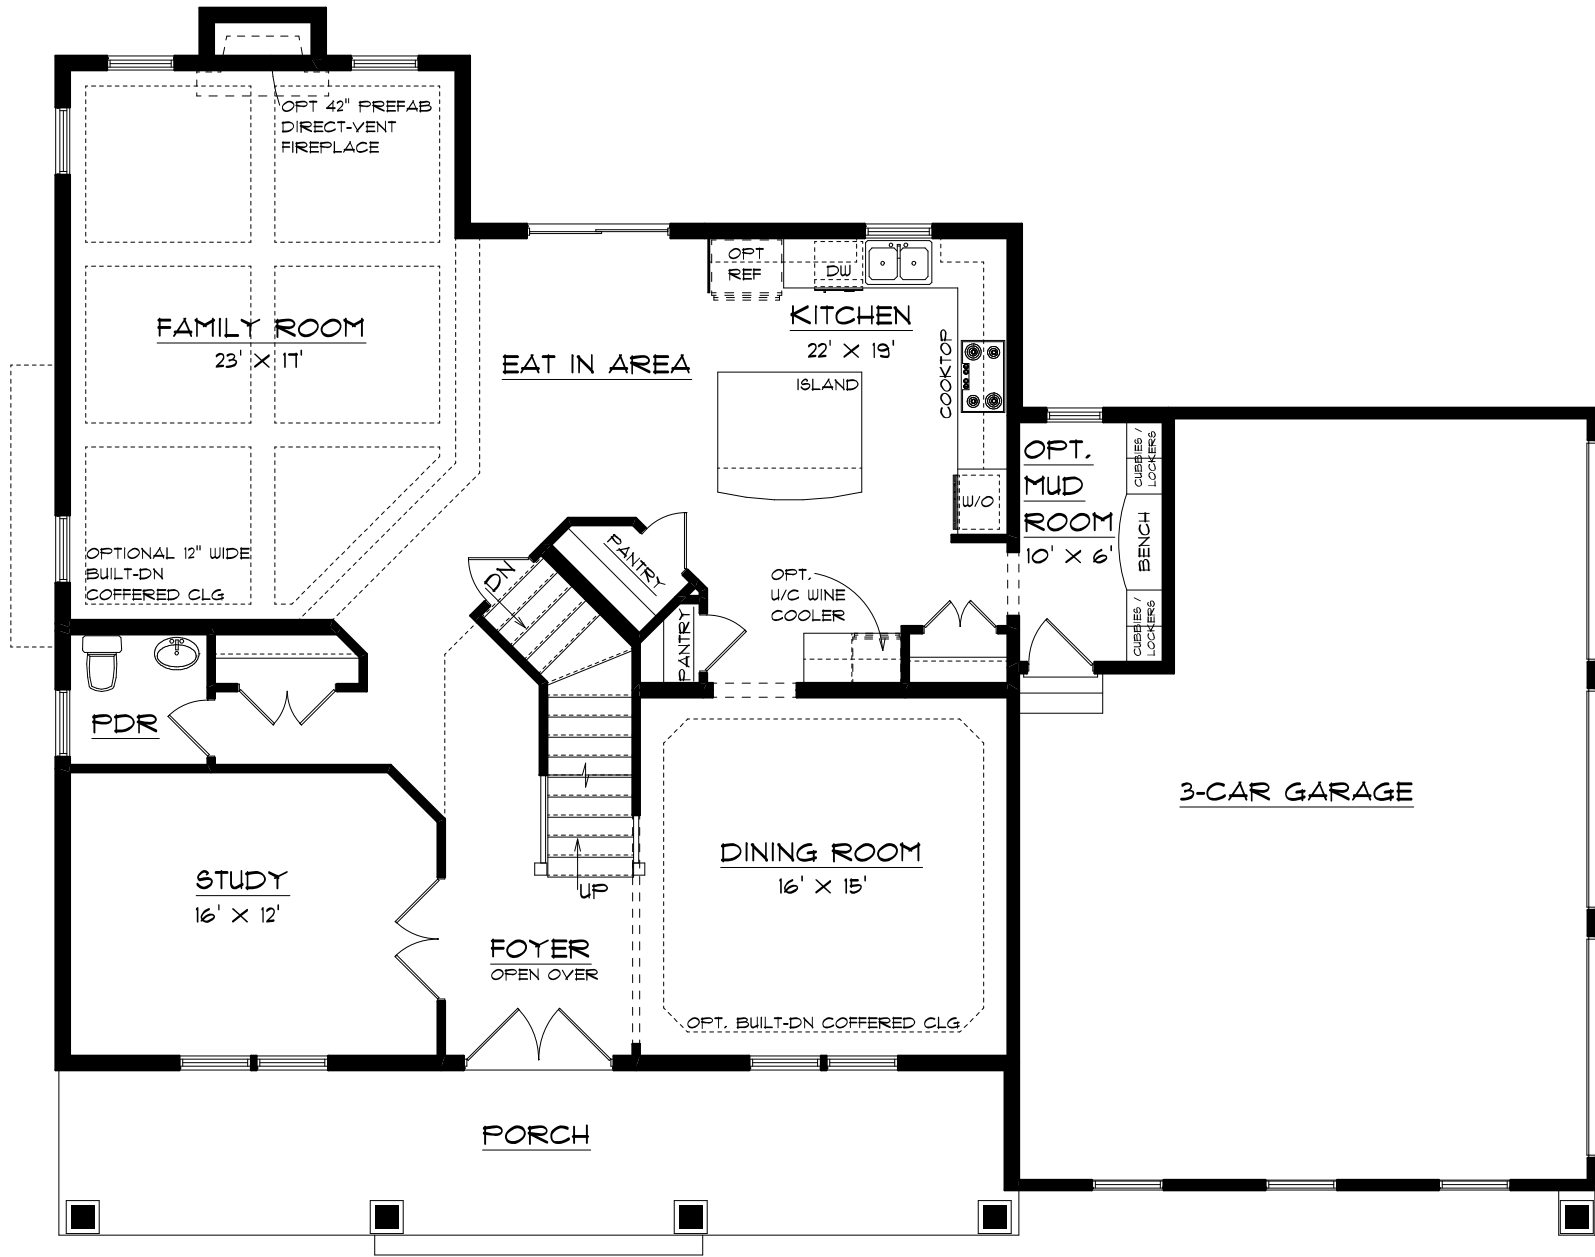 OPT 42" PREFAB
DIRECT-VENT
FIREPLACE
FAMILY ROOM
23' X 17'
OPTIONAL 12" WIDE
BUILT-DN
COFFERED CLG
EAT IN AREA
OPT
REF
DW
KITCHEN
22' X 19'
ISLAND
COOKTOP
W/O
OPT.
MUD
ROOM
10' X 6'
CUBBIES /
LOCKERS
BENCH
CUBBIES /
LOCKERS
PANTRY
DN
PANTRY
OPT.
U/C WINE
COOLER
PDR
3-CAR GARAGE
STUDY
16' X 12'
UP
FOYER
OPEN OVER
DINING ROOM
16' X 15'
OPT. BUILT-DN COFFERED CLG
PORCH